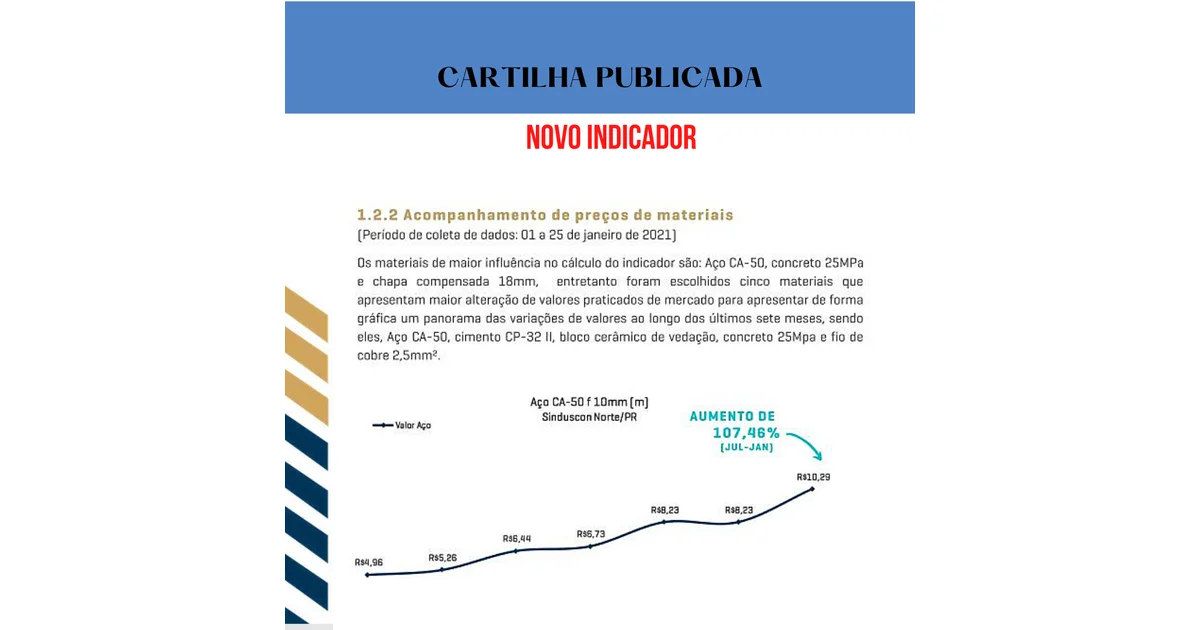 CARTILHA PUBLICADA
NOVO INDICADOR
1.2.2 Acompanhamento de preços de materiais
(Período de coleta de dados: 01 a 25 de janeiro de 2021)
Os materiais de maior influência no cálculo do indicador são: Aço CA-50, concreto 25MPa
e chapa compensada 18mm, entretanto foram escolhidos cinco materiais que
apresentam maior alteração de valores praticados de mercado para apresentar de forma
gráfica um panorama das variações de valores ao longo dos últimos sete meses, sendo
eles, Aço CA-50, cimento CP-32 II, bloco cerâmico de vedação, concreto 25Mpa e fio de
cobre 2,5mm².
Aço CA-50 f 10mm (m)
Sinduscon Norte/PR
Valor Aço
AUMENTO DE
107,46%
(JUL-JAN)
R$4,96
R$5,26
R$6,44
R$6,73
R$8,23
R$8,23
R$10,29